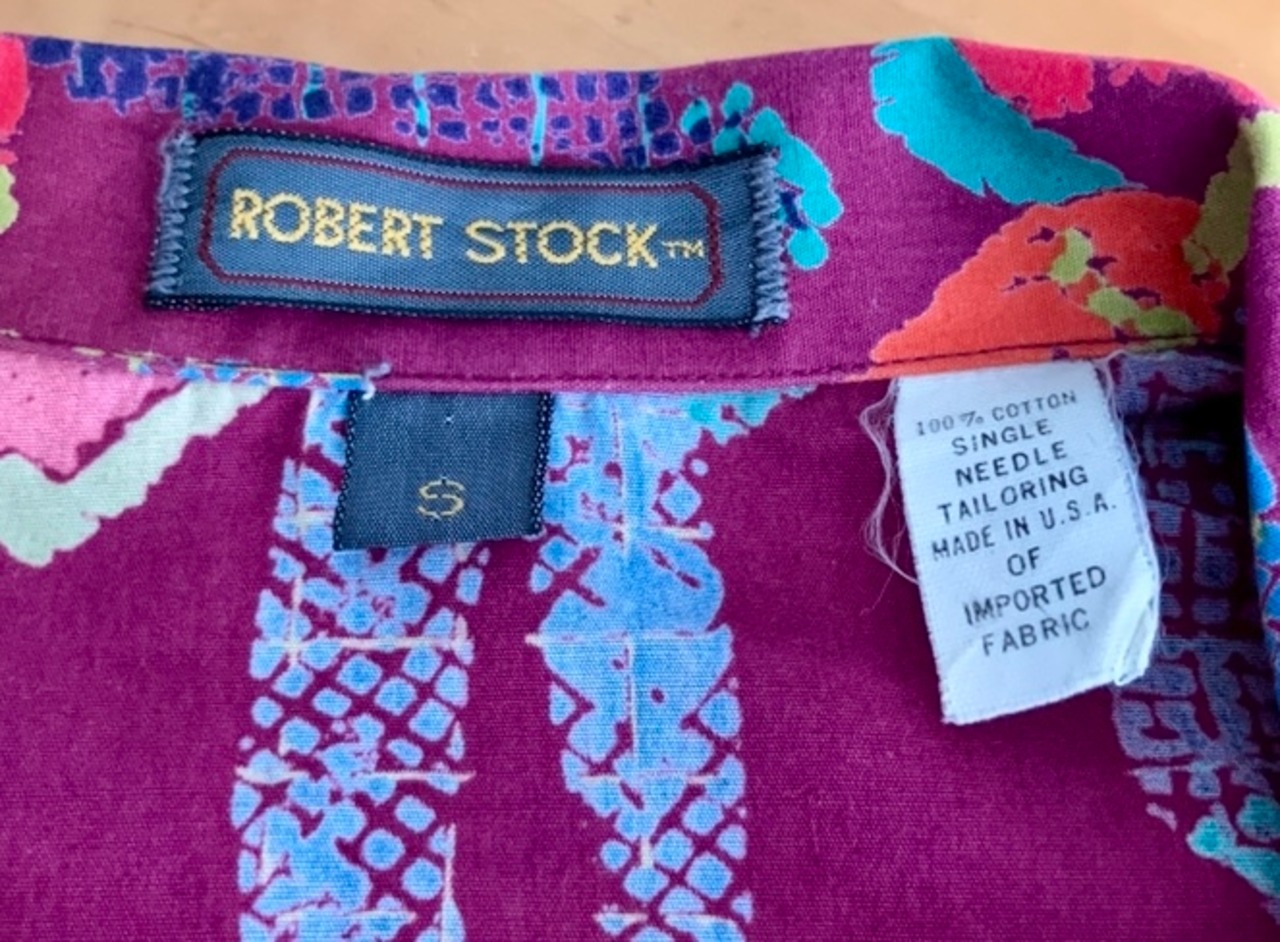 ROBERT STOCK™
S
100% COTTON
SINGLE
NEEDLE
TAILORING
MADE IN U.S.A.
OF
IMPORTED
FABRIC